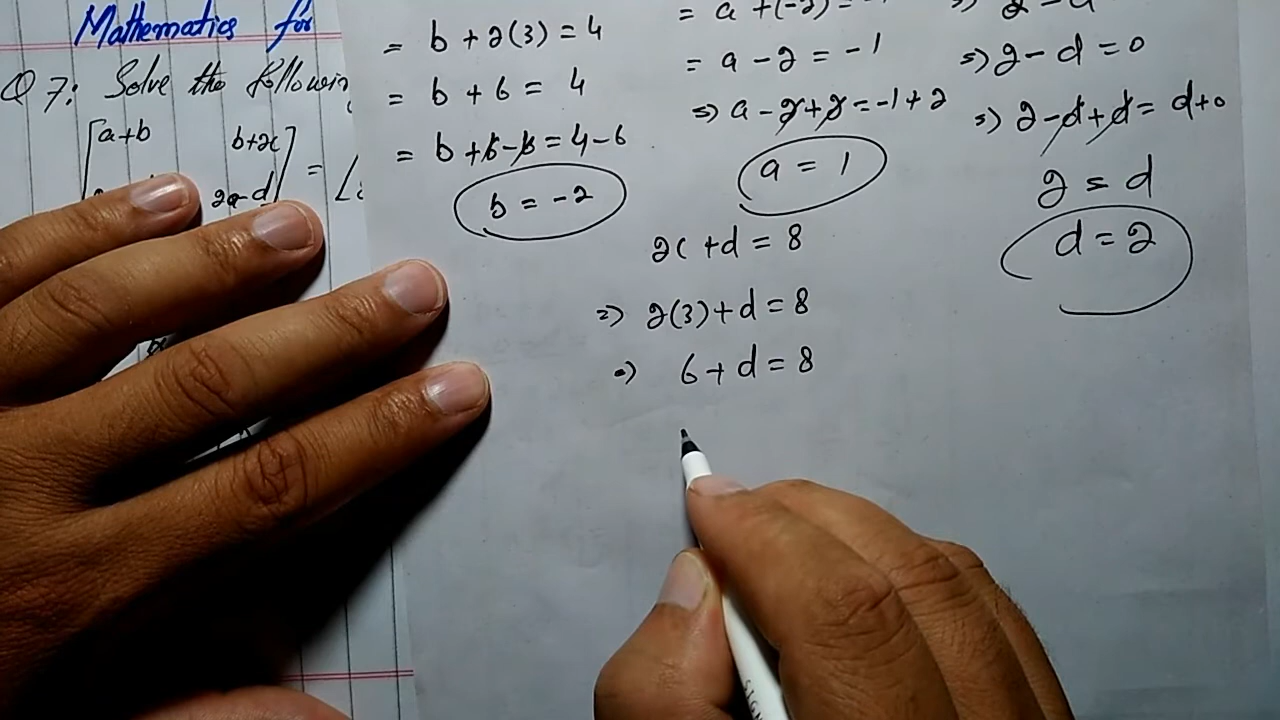 Mathematics for
Q 7: Solve the followin
[a+b b+2c] = [
2a-d
= b + 2(3) = 4
= b + 6 = 4
= b + 6 - 6 = 4 - 6
b = -2
= a + (-2) =
= a - 2 = -1
=> a - 2 + 2 = -1 + 2
a = 1
=> 2 - d = 0
=> 2 - d + d = d + 0
2 = d
d = 2
2c + d = 8
=> 2(3) + d = 8
=> 6 + d = 8